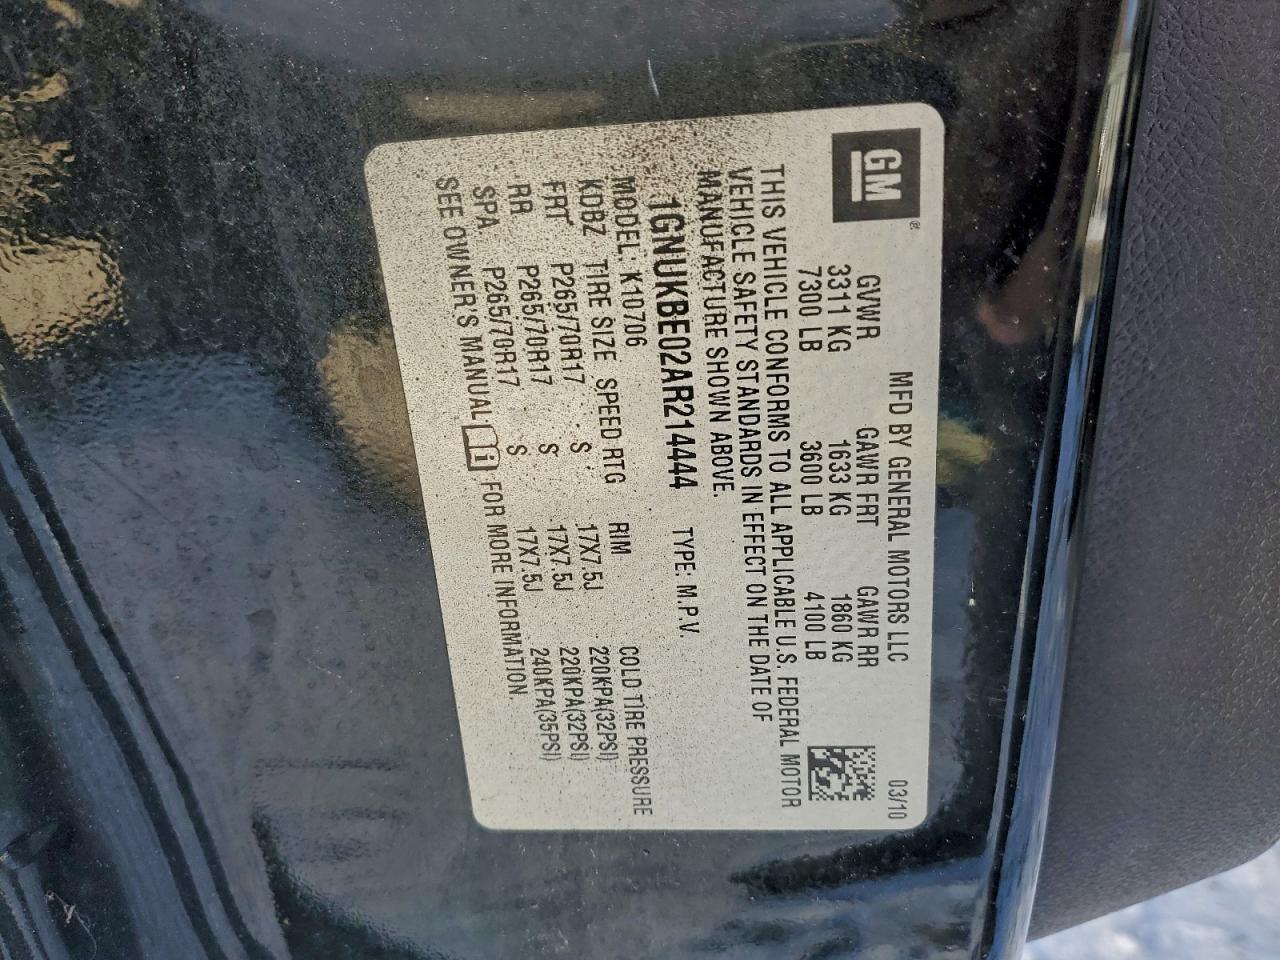 GM®
MFD BY GENERAL MOTORS LLC 03/10
GVWR GAWR FRT GAWR RR
3311 KG 1633 KG 1860 KG
7300 LB 3600 LB 4100 LB
THIS VEHICLE CONFORMS TO ALL APPLICABLE U.S. FEDERAL MOTOR
VEHICLE SAFETY STANDARDS IN EFFECT ON THE DATE OF
MANUFACTURE SHOWN ABOVE.
1GNUKBE02AR214444 TYPE: M.P.V.
MODEL: K10706
KDBZ TIRE SIZE SPEED RTG RIM COLD TIRE PRESSURE
FRT P265/70R17 S 17X7.5J 220KPA(32PSI)
RR P265/70R17 S 17X7.5J 220KPA(32PSI)
SPA P265/70R17 S 17X7.5J 240KPA(35PSI)
SEE OWNER'S MANUAL i FOR MORE INFORMATION.